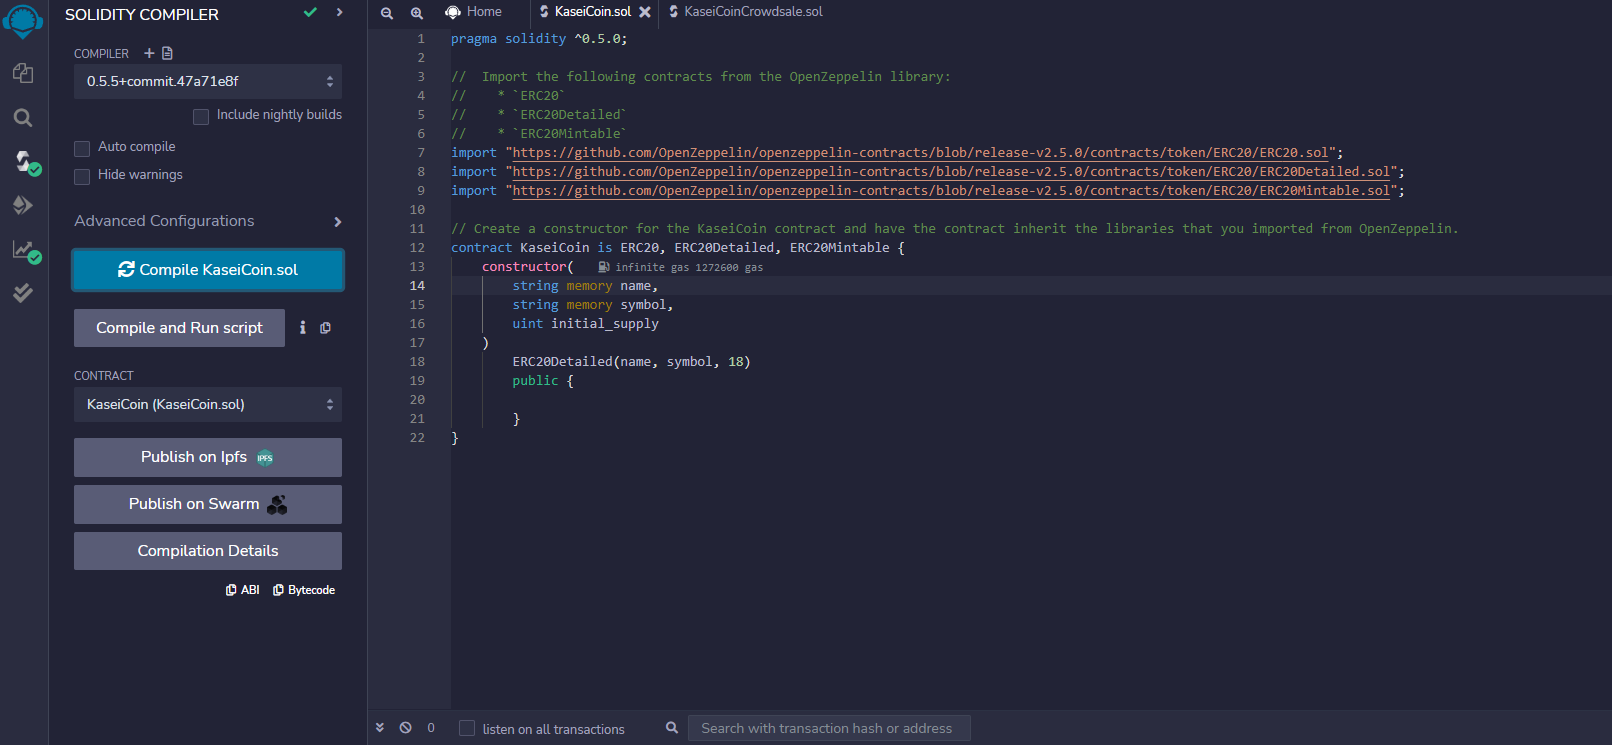 SOLIDITY COMPILER
COMPILER
0.5.5+commit.47a71e8f
Include nightly builds
Auto compile
Hide warnings
Advanced Configurations
Compile KaseiCoin.sol
Compile and Run script
CONTRACT
KaseiCoin (KaseiCoin.sol)
Publish on Ipfs IPFS
Publish on Swarm
Compilation Details
ABI Bytecode
Home KaseiCoin.sol KaseiCoinCrowdsale.sol
1 pragma solidity ^0.5.0;
2
3 //  Import the following contracts from the OpenZeppelin library:
4 //    * `ERC20`
5 //    * `ERC20Detailed`
6 //    * `ERC20Mintable`
7 import "https://github.com/OpenZeppelin/openzeppelin-contracts/blob/release-v2.5.0/contracts/token/ERC20/ERC20.sol";
8 import "https://github.com/OpenZeppelin/openzeppelin-contracts/blob/release-v2.5.0/contracts/token/ERC20/ERC20Detailed.sol";
9 import "https://github.com/OpenZeppelin/openzeppelin-contracts/blob/release-v2.5.0/contracts/token/ERC20/ERC20Mintable.sol";
10
11 // Create a constructor for the KaseiCoin contract and have the contract inherit the libraries that you imported from OpenZeppelin.
12 contract KaseiCoin is ERC20, ERC20Detailed, ERC20Mintable {
13     constructor( infinite gas 1272600 gas
14         string memory name,
15         string memory symbol,
16         uint initial_supply
17     )
18         ERC20Detailed(name, symbol, 18)
19         public {
20
21         }
22 }
0 listen on all transactions Search with transaction hash or address